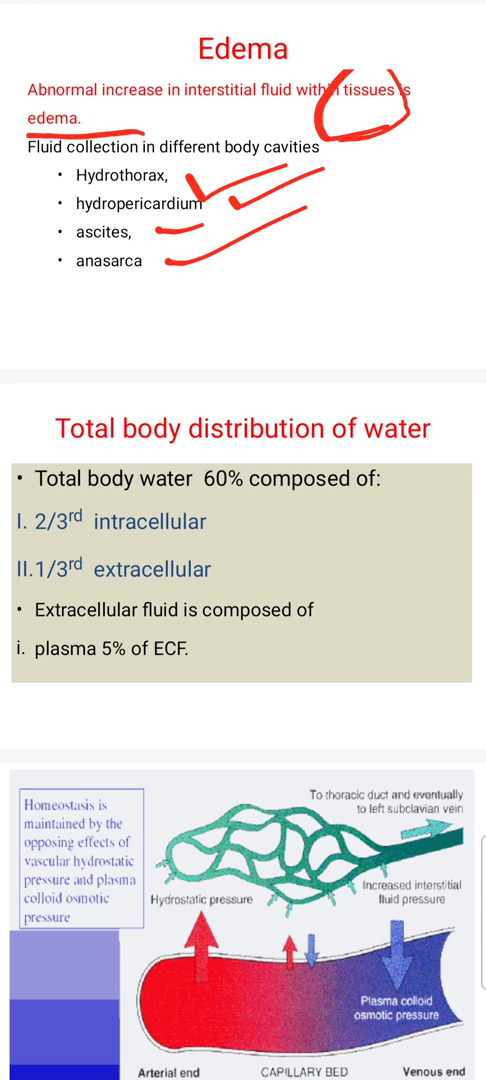 Edema
Abnormal increase in interstitial fluid within tissues is
edema.
Fluid collection in different body cavities
• Hydrothorax,
• hydropericardium
• ascites,
• anasarca
Total body distribution of water
• Total body water 60% composed of:
I. 2/3rd intracellular
II.1/3rd extracellular
• Extracellular fluid is composed of
i. plasma 5% of ECF.
Homeostasis is
maintained by the
opposing effects of
vascular hydrostatic
pressure and plasma
colloid osmotic
pressure
To thoracic duct and eventually
to left subclavian vein
Hydrostatic pressure
Increased interstitial
fluid pressure
Plasma colloid
osmotic pressure
Arterial end
CAPILLARY BED
Venous end